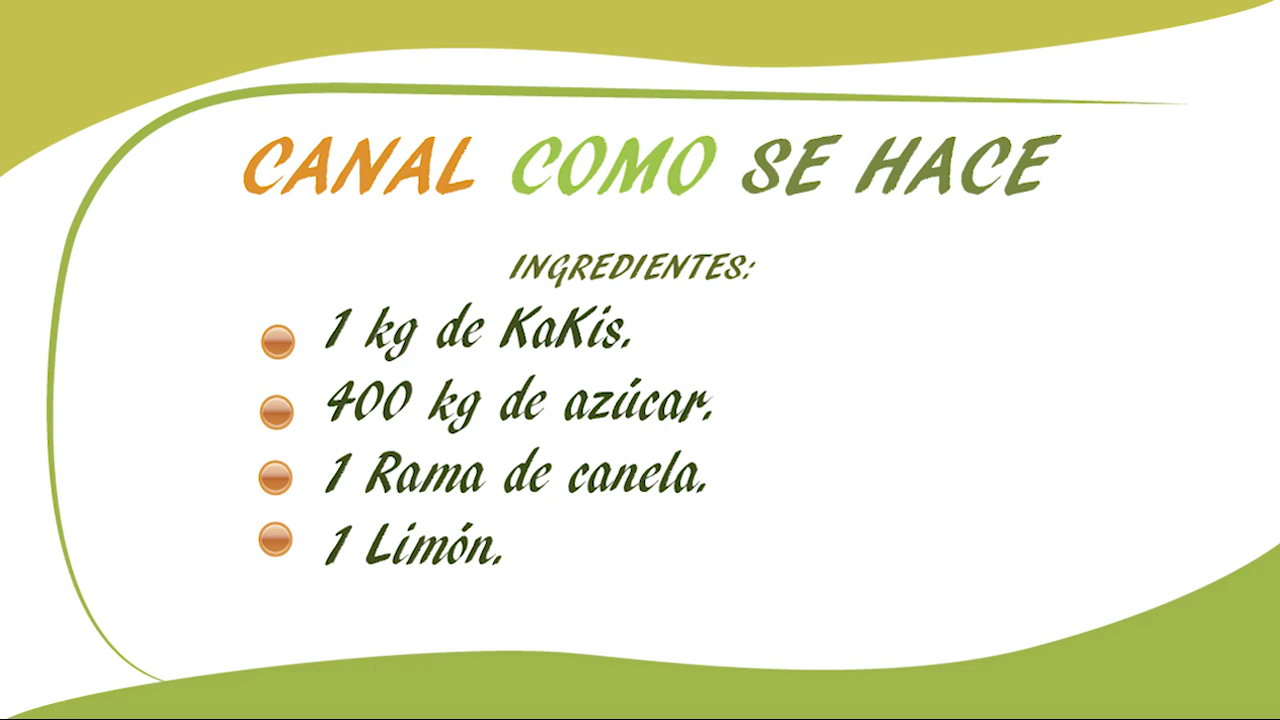 CANAL COMO SE HACE
INGREDIENTES:
1 kg de KaKis.
400 kg de azúcar.
1 Rama de canela.
1 Limón.